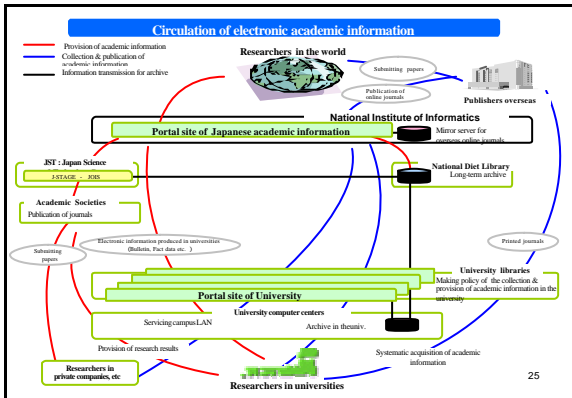 Circulation of electronic academic information
Provision of academic information
Collection & publication of
academic information
Information transmission for archive
Researchers in the world
Submitting
papers
Publication of
online journals
Publishers overseas
National Institute of Informatics
Portal site of Japanese academic information
Mirror server for
overseas online journals
JST : Japan Science
J-STAGE - JOIS
National Diet Library
Long-term archive
Academic Societies
Publication of journals
Submitting
papers
Electronic information produced in universities
(Bulletin, Fact data etc. )
Printed journals
University libraries
Making policy of the collection &
provision of academic information in the
university
Portal site of University
University computer centers
Servicing campus LAN
Archive in theuniv.
Provision of research results
Systematic acquisition of academic
information
Researchers in
private companies, etc
Researchers in universities
25